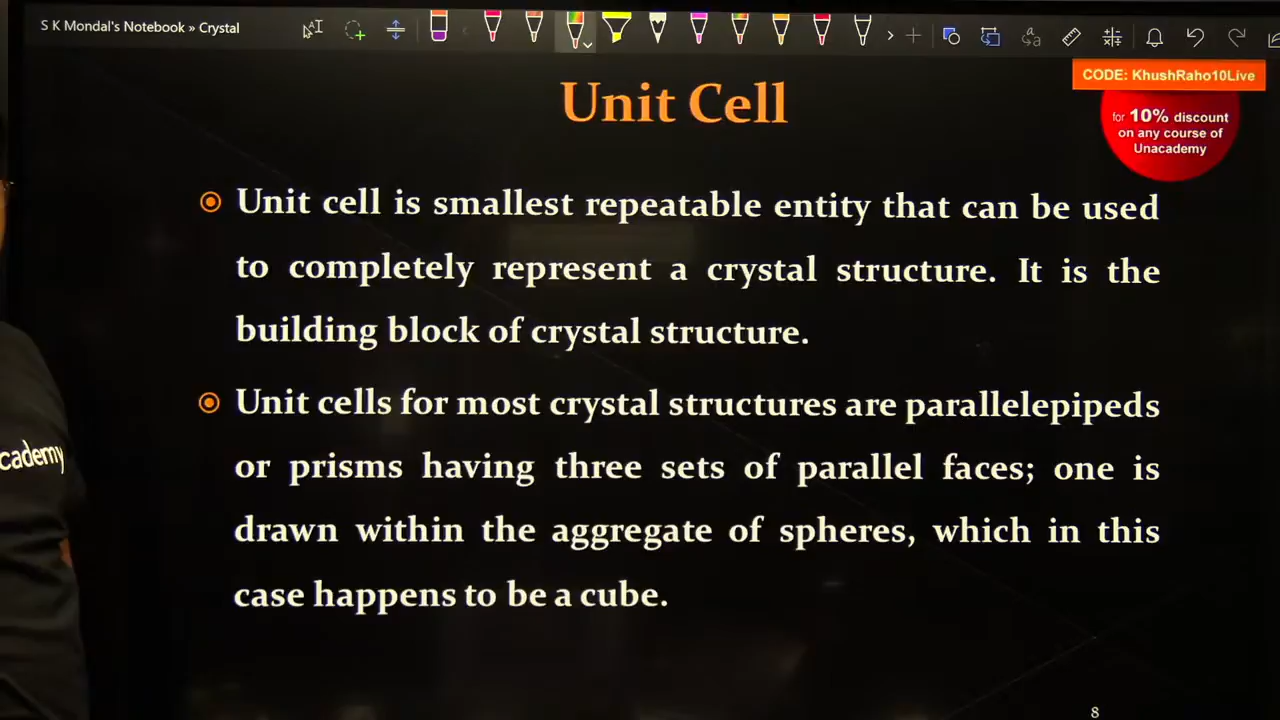 S K Mondal's Notebook » Crystal
CODE: KhushRaho10Live
for 10% discount
on any course of
Unacademy
Unit Cell
Unit cell is smallest repeatable entity that can be used
to completely represent a crystal structure. It is the
building block of crystal structure.
Unit cells for most crystal structures are parallelepipeds
or prisms having three sets of parallel faces; one is
drawn within the aggregate of spheres, which in this
case happens to be a cube.
cademy
8